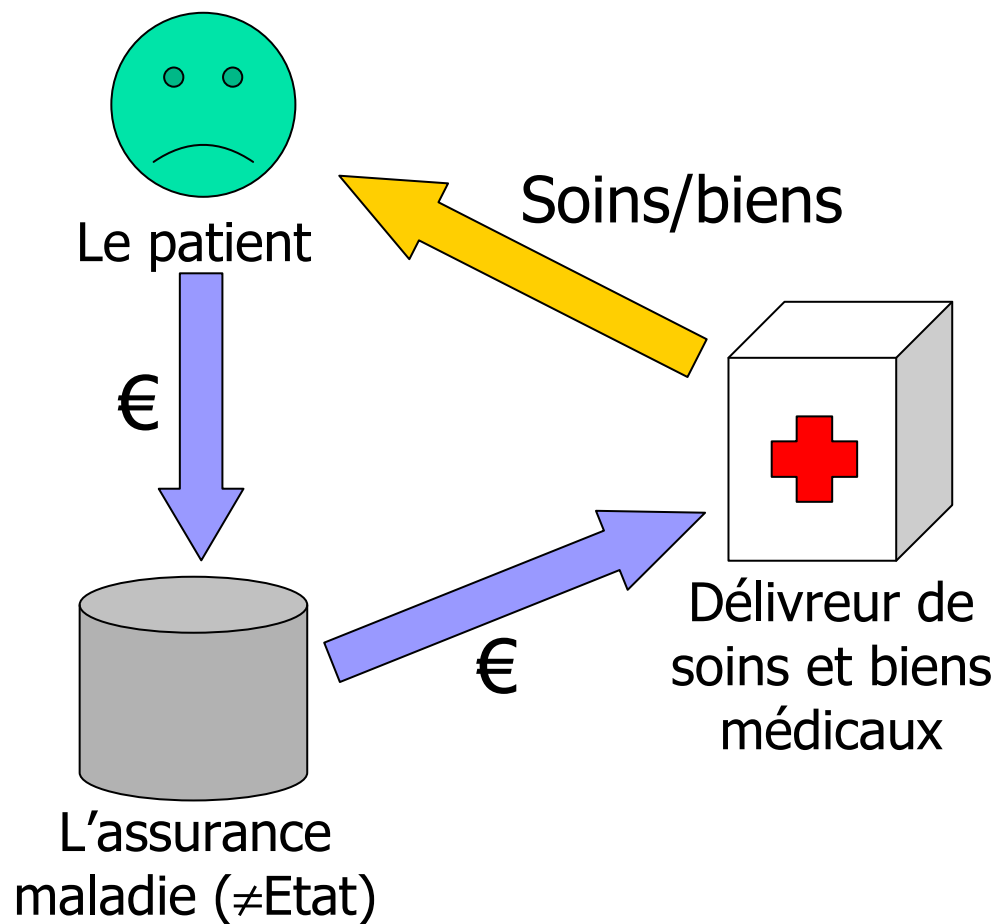 Le patient
Soins/biens
€
€
Délivreur de
soins et biens
médicaux
L’assurance
maladie (≠Etat)